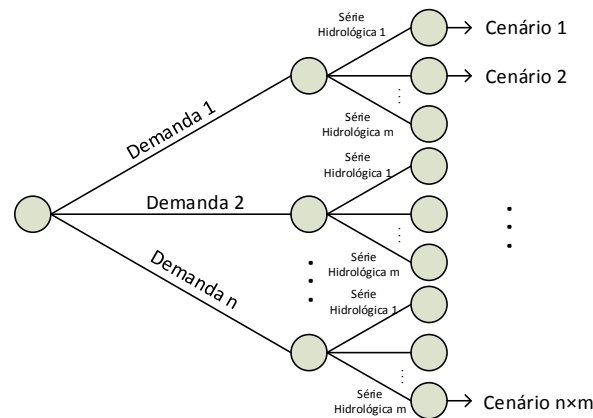 Série
Hidrológica 1
Cenário 1
Cenário 2
Série
Hidrológica m
Demanda 1
Série
Hidrológica 1
Demanda 2
Série
Hidrológica m
Demanda n
Série
Hidrológica 1
Série
Hidrológica m
Cenário n×m